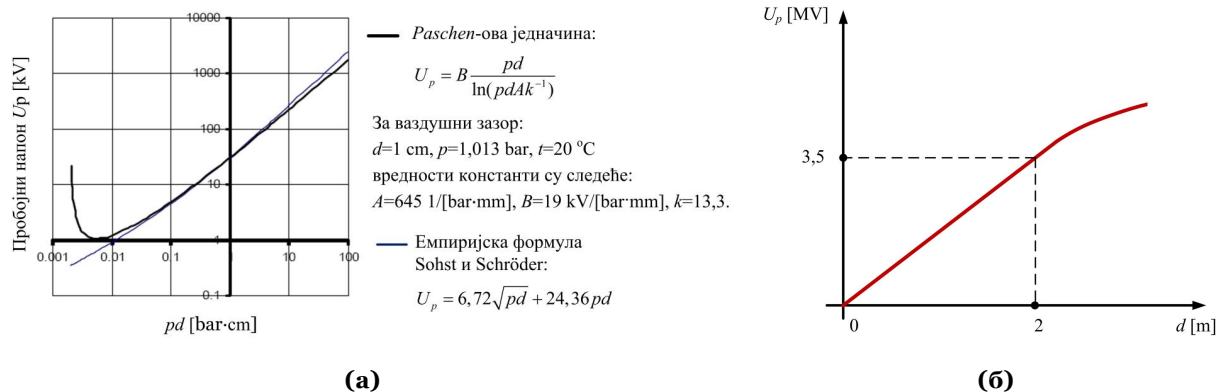 Пробојни напон Up [kV]
10000
1000
100
10
1
0.1
0.001
0.01
0.1
1
10
100
pd [bar·cm]
Paschen-ова једначина:
U_p = B pd / ln(pdAk^{-1})
За ваздушни зазор:
d=1 cm, p=1,013 bar, t=20 °C
вредности константи су следеће:
A=645 1/[bar·mm], B=19 kV/[bar·mm], k=13,3.
Емпиријска формула
Sohst и Schröder:
U_p = 6,72√pd + 24,36pd
(а)
U_p [MV]
3,5
0
2
d [m]
(б)